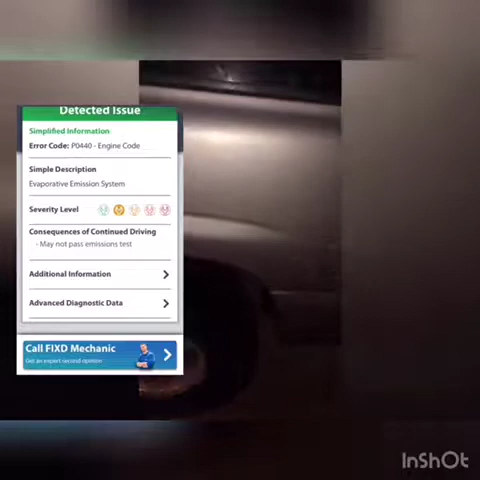 Detected Issue
Simplified Information
Error Code: P0440 - Engine Code
Simple Description
Evaporative Emission System
Severity Level
Consequences of Continued Driving
- May not pass emissions test
Additional Information
Advanced Diagnostic Data
Call FIXD Mechanic
Get an expert second opinion
InShOt